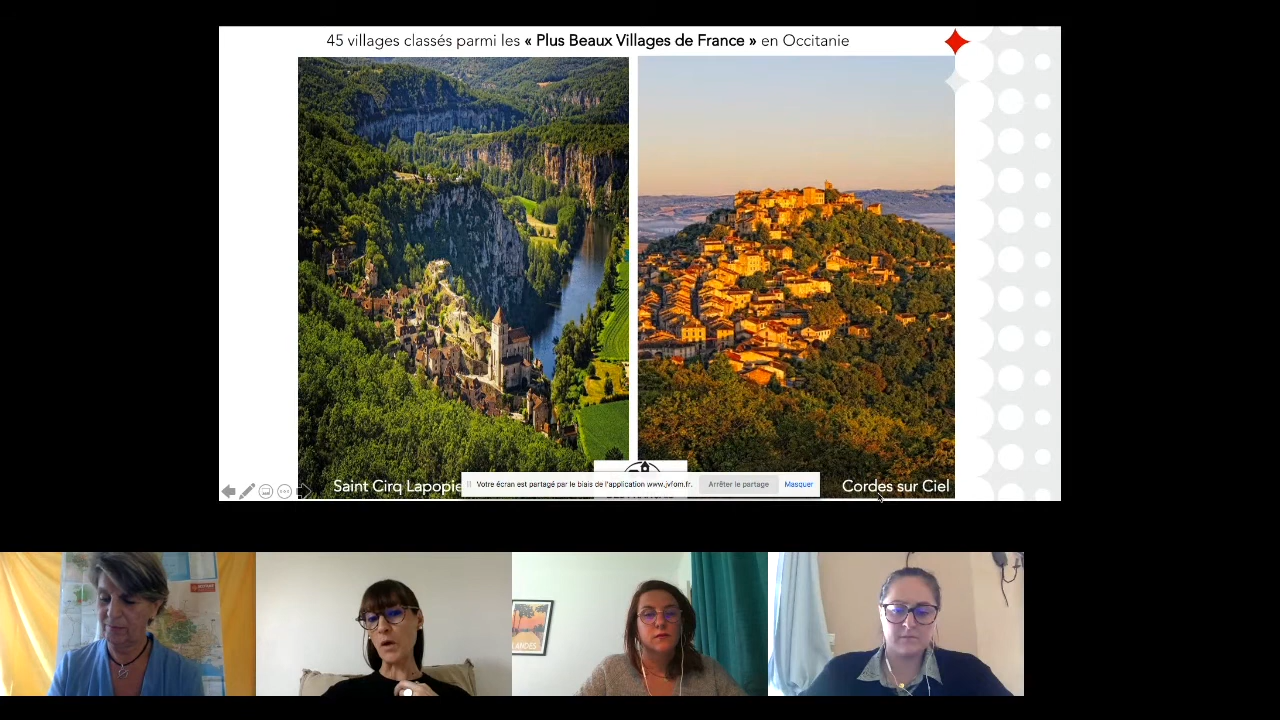 45 villages classés parmi les « Plus Beaux Villages de France » en Occitanie
Saint Cirq Lapopie
Votre écran est partagé par le biais de l'application www.jvfom.fr.
Arrêter le partage
Masquer
Cordes sur Ciel
LANDES